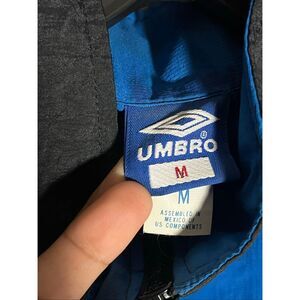 UMBRO
M
M
ASSEMBLED IN
MEXICO OF
US COMPONENTS